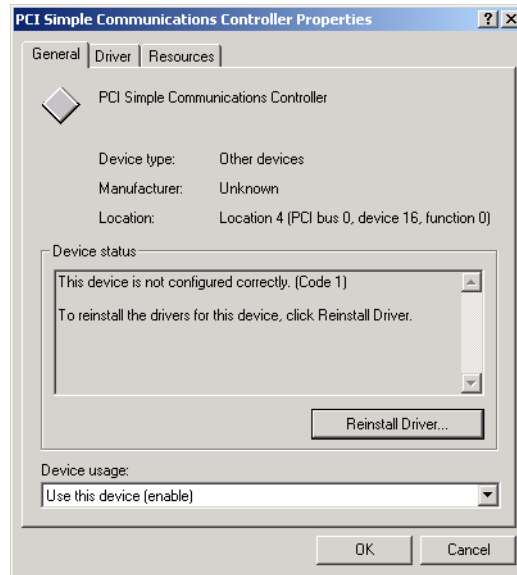 PCI Simple Communications Controller Properties
General Driver Resources
PCI Simple Communications Controller
Device type: Other devices
Manufacturer: Unknown
Location: Location 4 (PCI bus 0, device 16, function 0)
Device status
This device is not configured correctly. (Code 1)
To reinstall the drivers for this device, click Reinstall Driver.
Reinstall Driver...
Device usage:
Use this device (enable)
OK Cancel